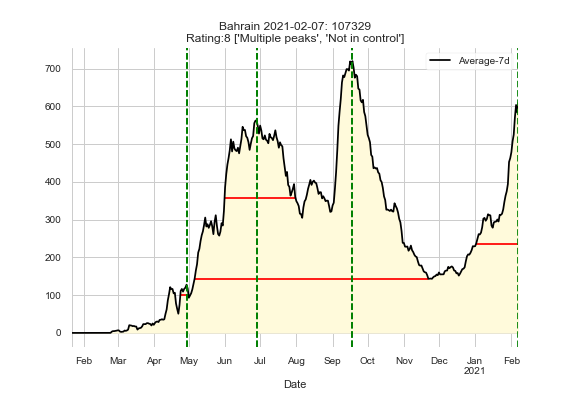 Bahrain 2021-02-07: 107329
Rating:8 ['Multiple peaks', 'Not in control']
Average-7d
700
600
500
400
300
200
100
0
Feb Mar Apr May Jun Jul Aug Sep Oct Nov Dec Jan Feb
2021
Date